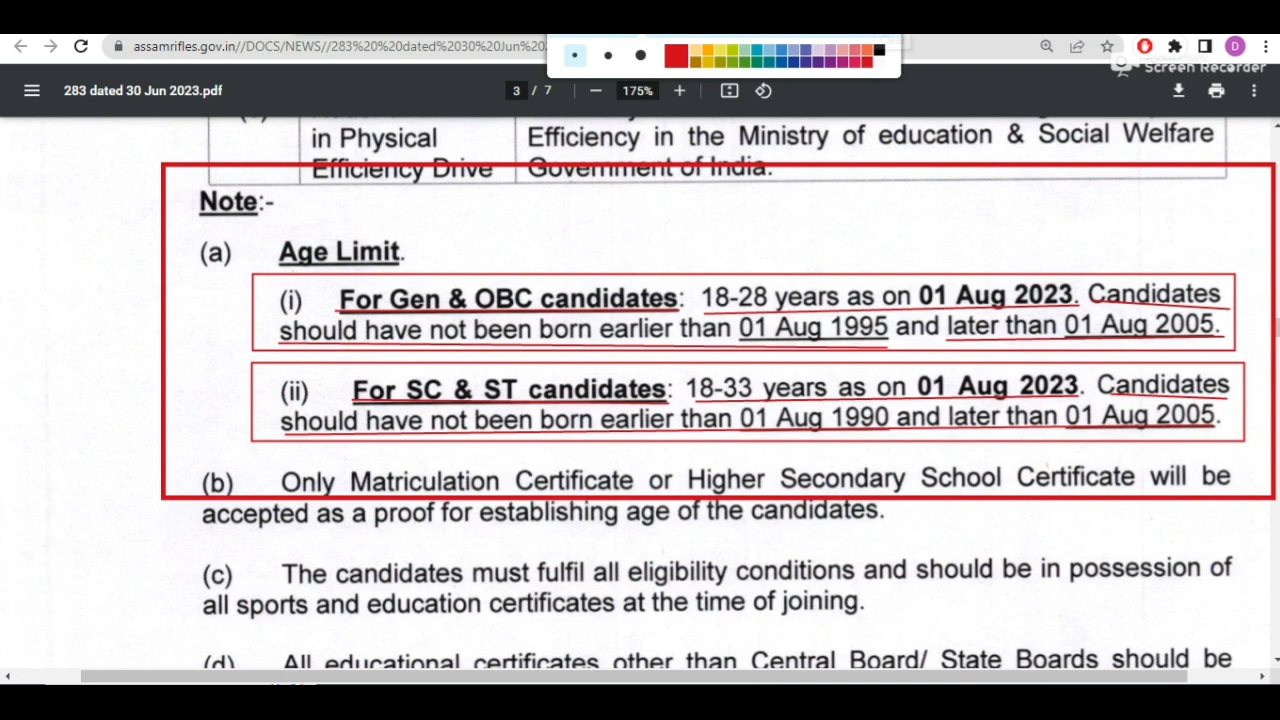 assamrifles.gov.in//DOCS/NEWS//283%20%20dated%2030%20Jun%20
D
Screen Recorder
283 dated 30 Jun 2023.pdf
3 / 7
175%
in Physical
Efficiency in the Ministry of education & Social Welfare
Efficiency Drive
Government of India.
Note:-
(a) Age Limit.
(i) For Gen & OBC candidates: 18-28 years as on 01 Aug 2023. Candidates
should have not been born earlier than 01 Aug 1995 and later than 01 Aug 2005.
(ii) For SC & ST candidates: 18-33 years as on 01 Aug 2023. Candidates
should have not been born earlier than 01 Aug 1990 and later than 01 Aug 2005.
(b) Only Matriculation Certificate or Higher Secondary School Certificate will be
accepted as a proof for establishing age of the candidates.
(c) The candidates must fulfil all eligibility conditions and should be in possession of
all sports and education certificates at the time of joining.
(d) All educational certificates other than Central Board/ State Boards should be